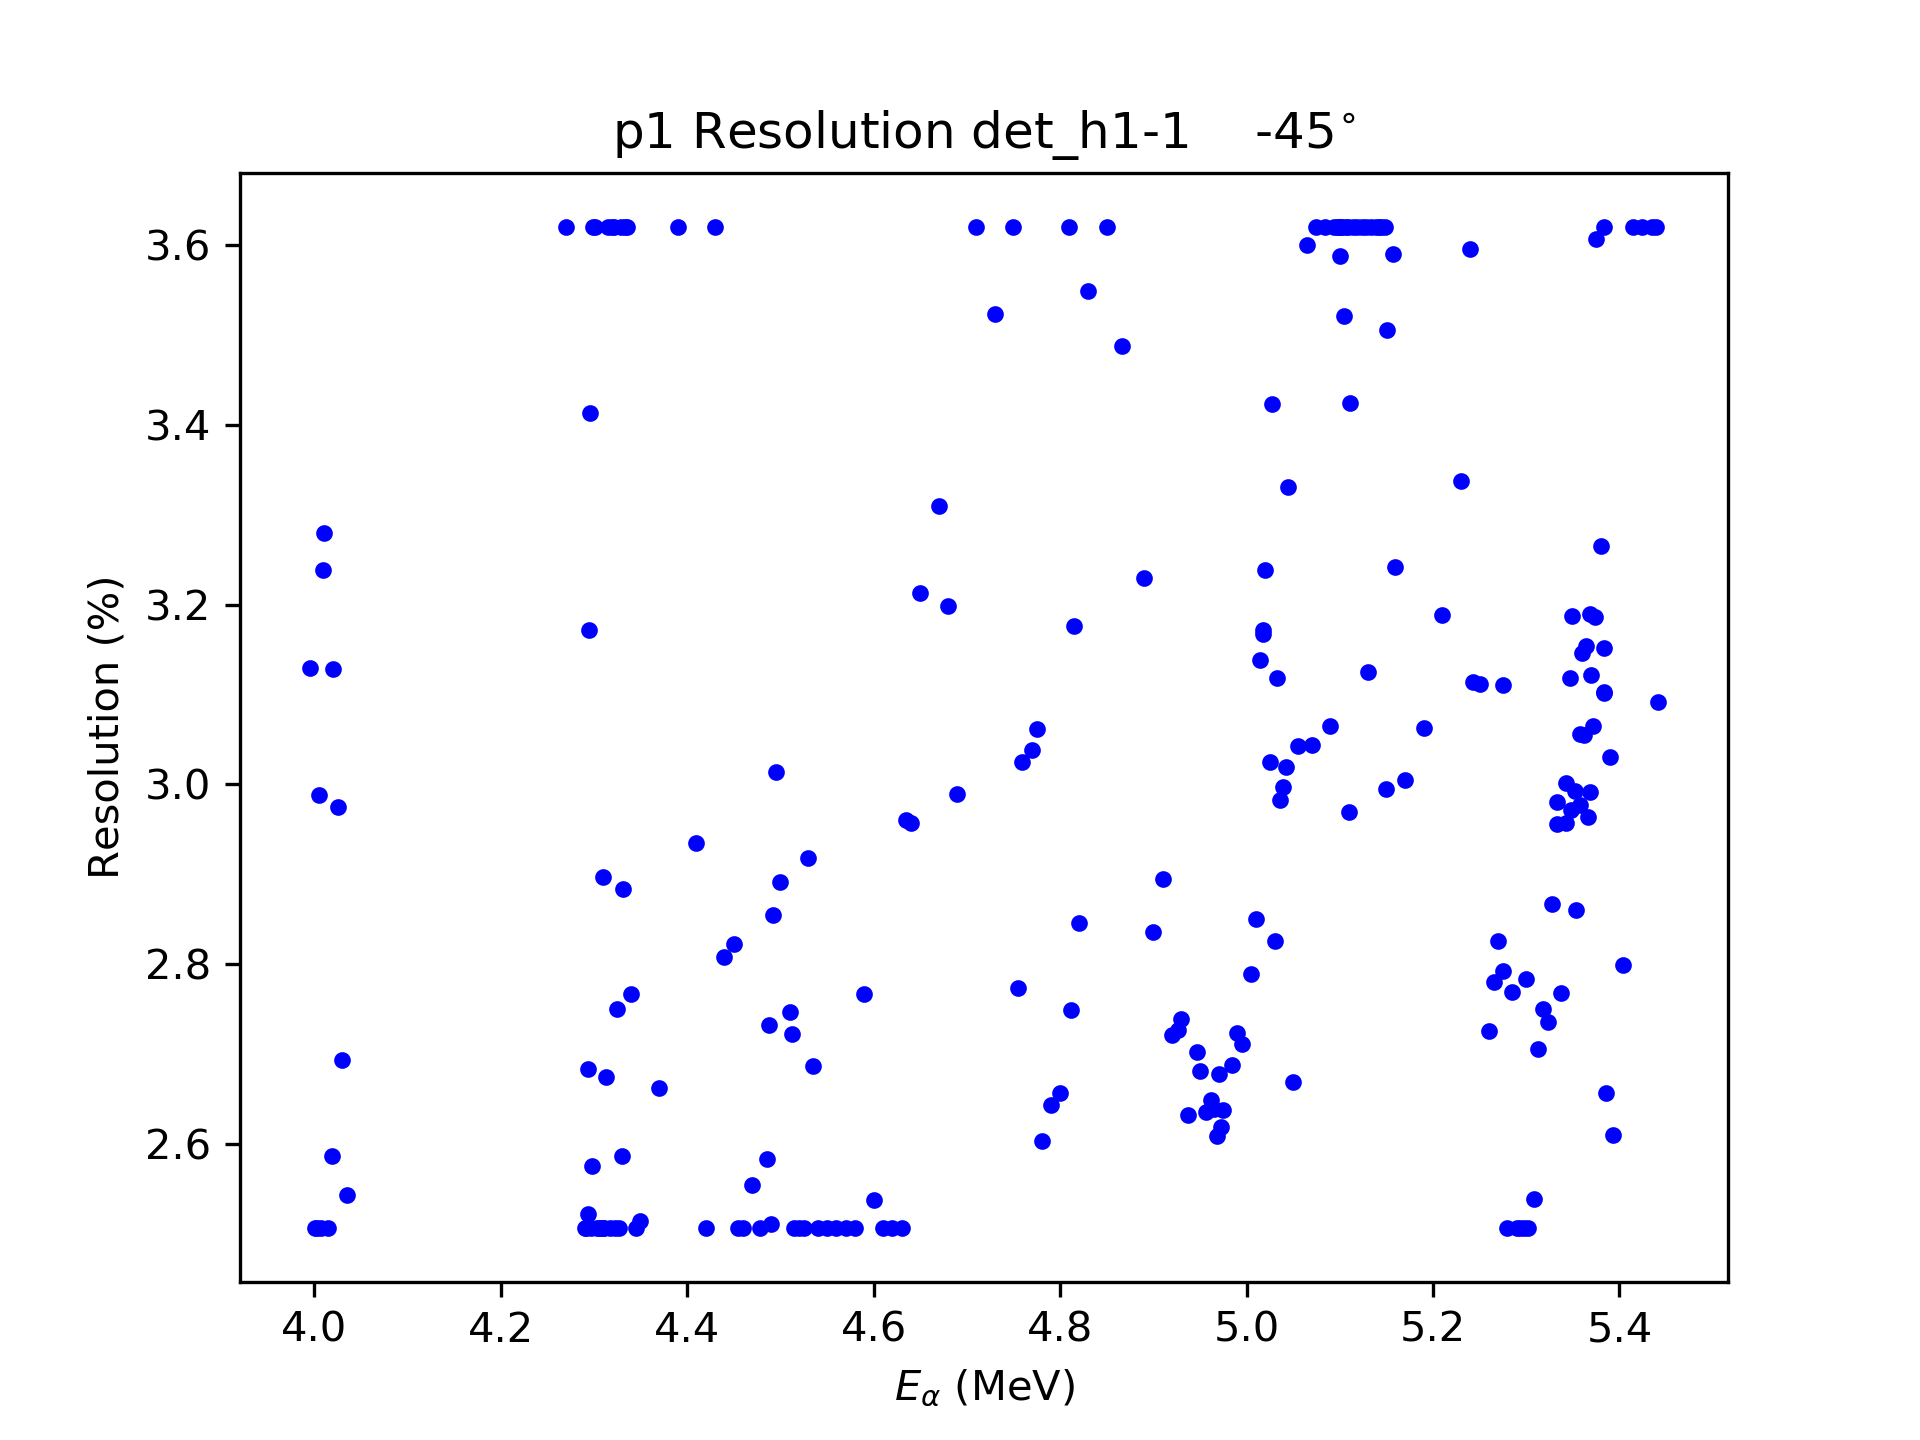 p1 Resolution det_h1-1 -45°
Resolution (%)
3.6
3.4
3.2
3.0
2.8
2.6
4.0 4.2 4.4 4.6 4.8 5.0 5.2 5.4
Eα (MeV)